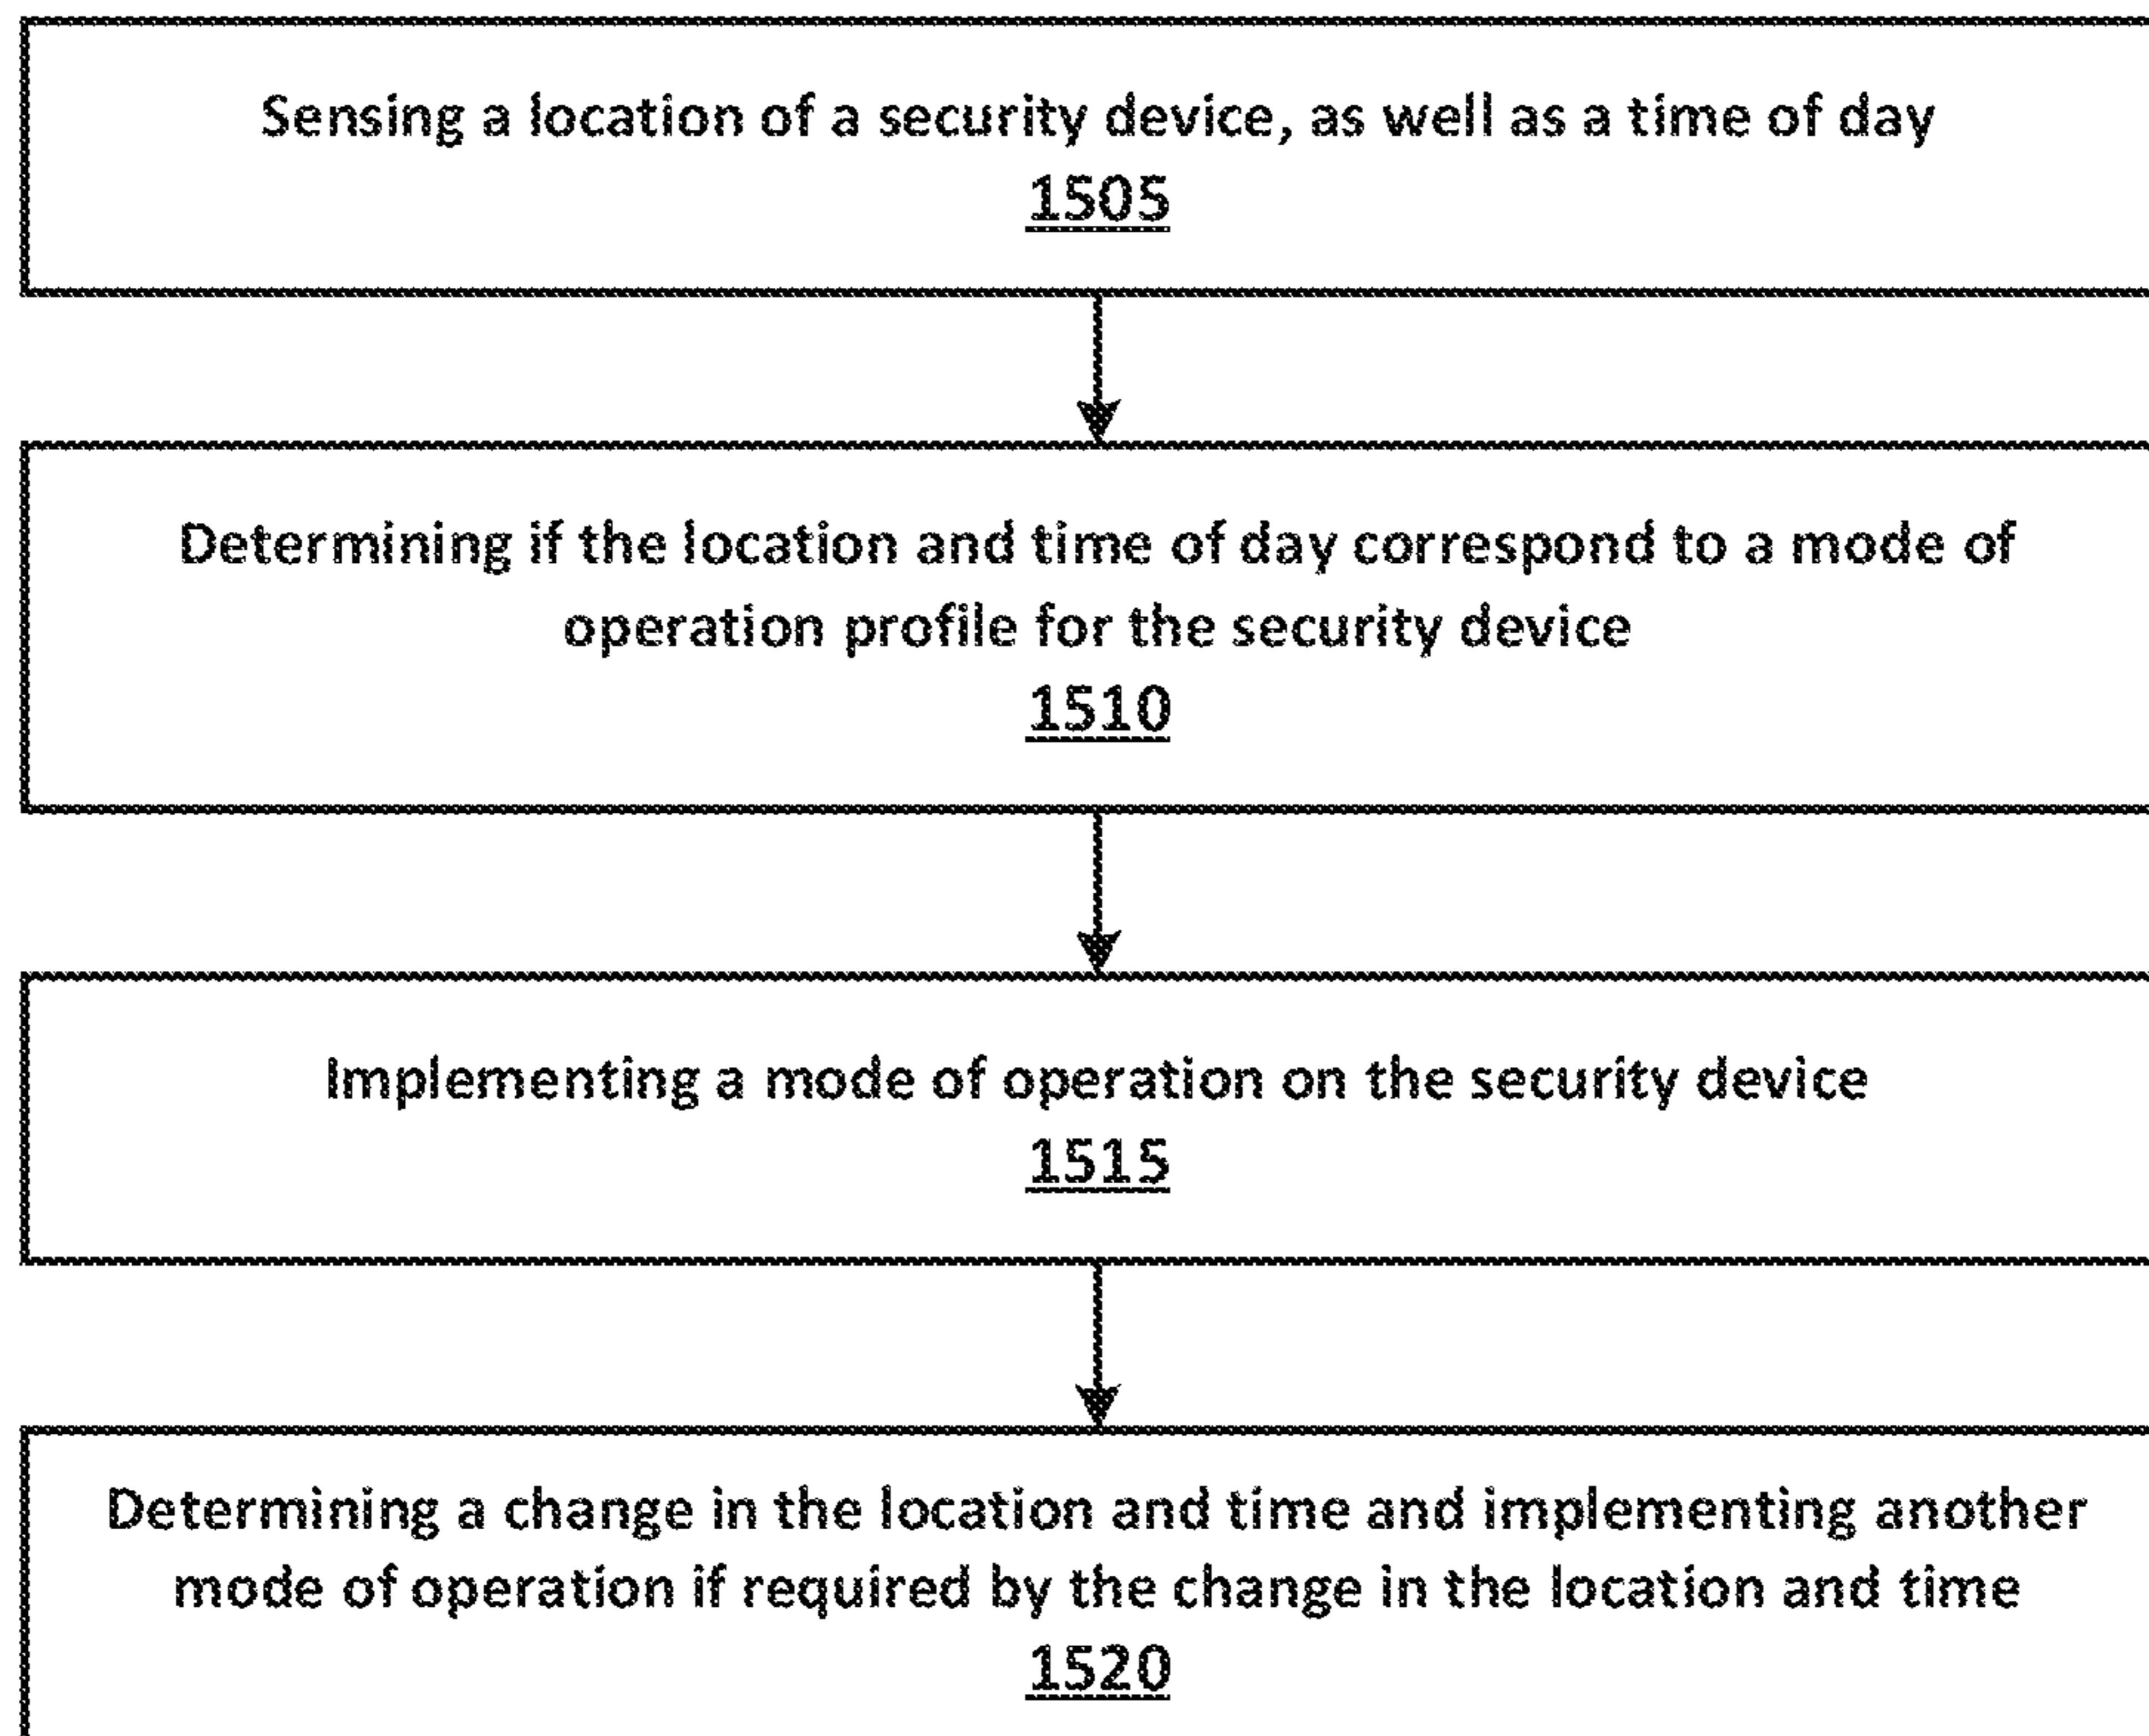 Sensing a location of a security device, as well as a time of day
1505
Determining if the location and time of day correspond to a mode of
operation profile for the security device
1510
Implementing a mode of operation on the security device
1515
Determining a change in the location and time and implementing another
mode of operation if required by the change in the location and time
1520